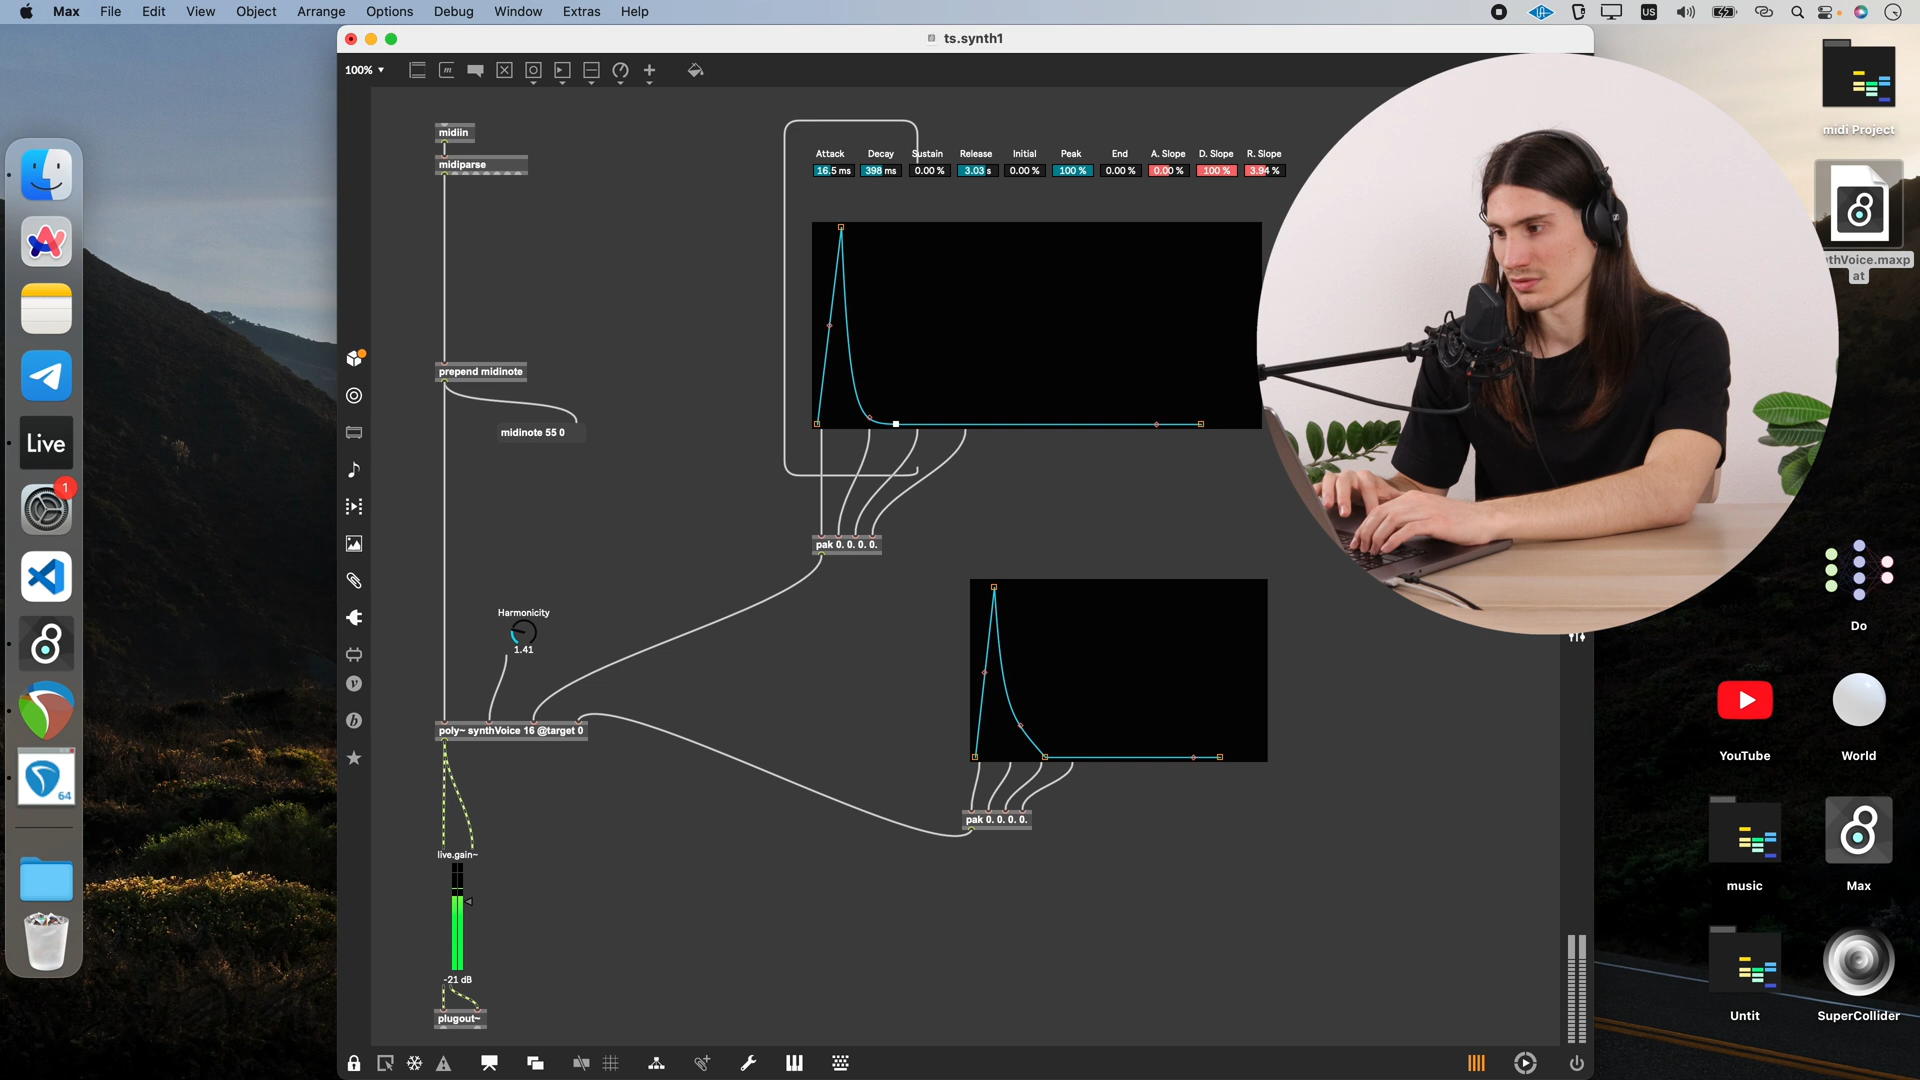 Max File Edit View Object Arrange Options Debug Window Extras Help
US
ts.synth1
100%
midiin
midiparse
Attack Decay Sustain Release Initial Peak End A. Slope D. Slope R. Slope
16.5 ms 398 ms 0.00 % 3.03 s 0.00 % 100 % 0.00 % 0.00 % 100 % 3.94 %
prepend midinote
midinote 55 0
pak 0. 0. 0. 0.
Harmonicity
1.41
poly~ synthVoice 16 @target 0
pak 0. 0. 0. 0.
live.gain~
-21 dB
plugout~
Live
1
64
midi Project
thVoice.maxp
at
Do
YouTube
World
music
Max
Untit
SuperCollider
m
v
b